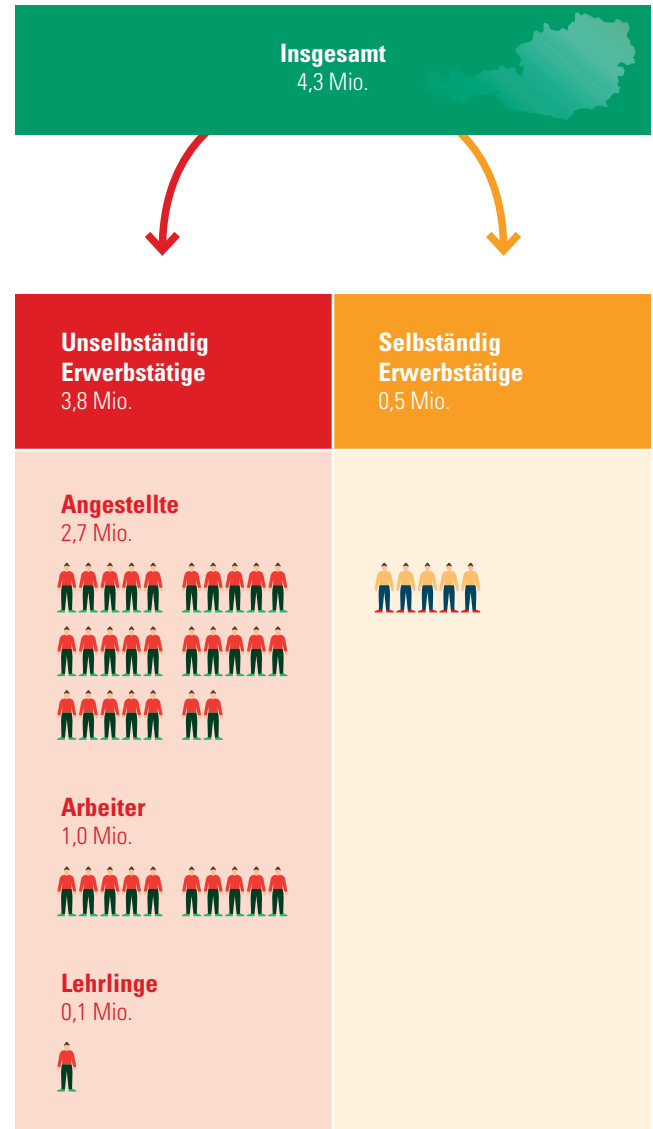 Insgesamt
4,3 Mio.
Unselbständig
Erwerbstätige
3,8 Mio.
Selbständig
Erwerbstätige
0,5 Mio.
Angestellte
2,7 Mio.
Arbeiter
1,0 Mio.
Lehrlinge
0,1 Mio.